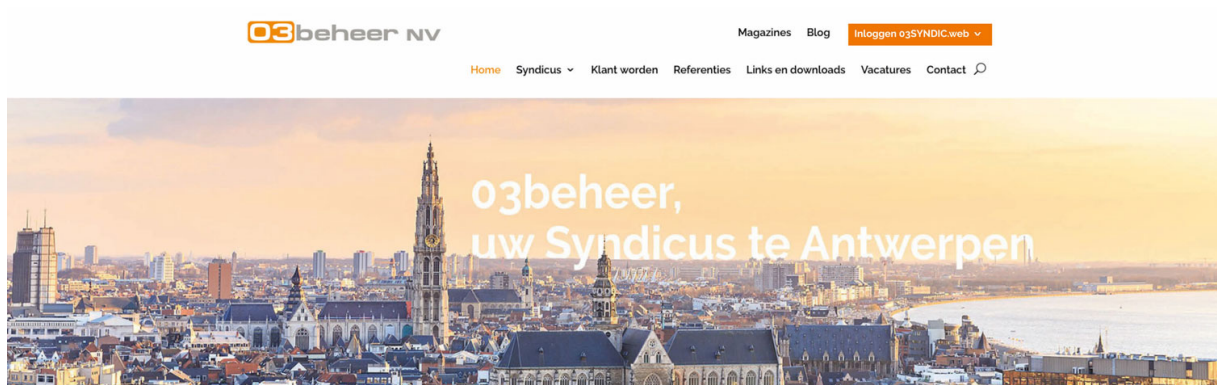 03beheer NV
Magazines Blog Inloggen 03SYNDIC.web
Home Syndicus Klant worden Referenties Links en downloads Vacatures Contact
03beheer,
uw Syndicus te Antwerpen